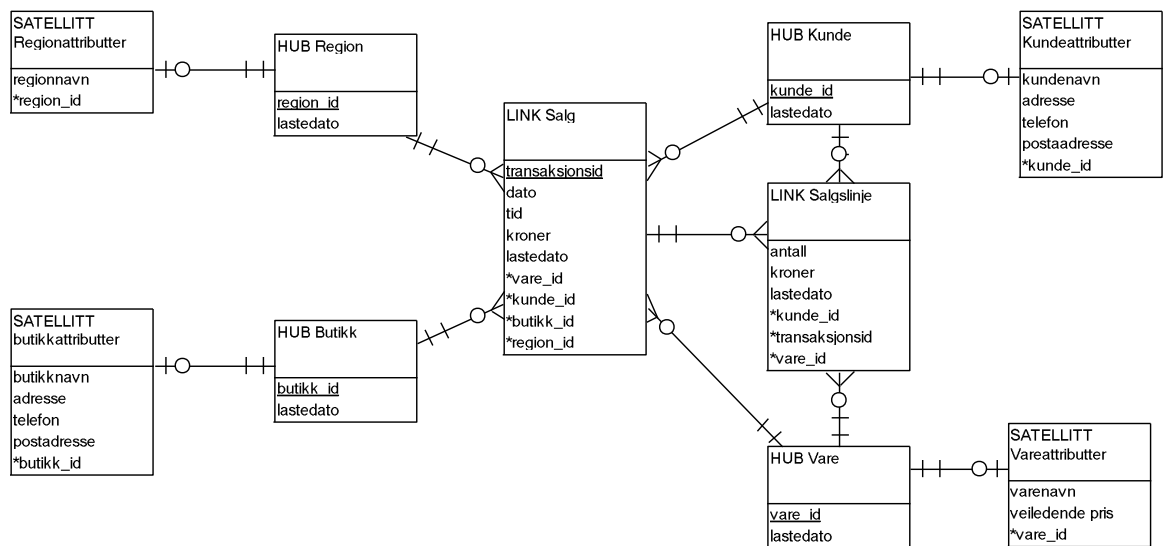 SATELLITT
Regionattributter
regionnavn
*region_id
HUB Region
region_id
lastedato
LINK Salg
transaksionsid
dato
tid
kroner
lastedato
*vare_id
*kunde_id
*butikk_id
*region_id
HUB Kunde
kunde_id
lastedato
SATELLITT
Kundeattributter
kundenavn
adresse
telefon
postaadresse
*kunde_id
LINK Salgslinje
antall
kroner
lastedato
*kunde_id
*transaksjonsid
*vare_id
SATELLITT
butikkattributter
butikknavn
adresse
telefon
postadresse
*butikk_id
HUB Butikk
butikk_id
lastedato
HUB Vare
vare_id
lastedato
SATELLITT
Vareattributter
varenavn
veiledende pris
*vare_id